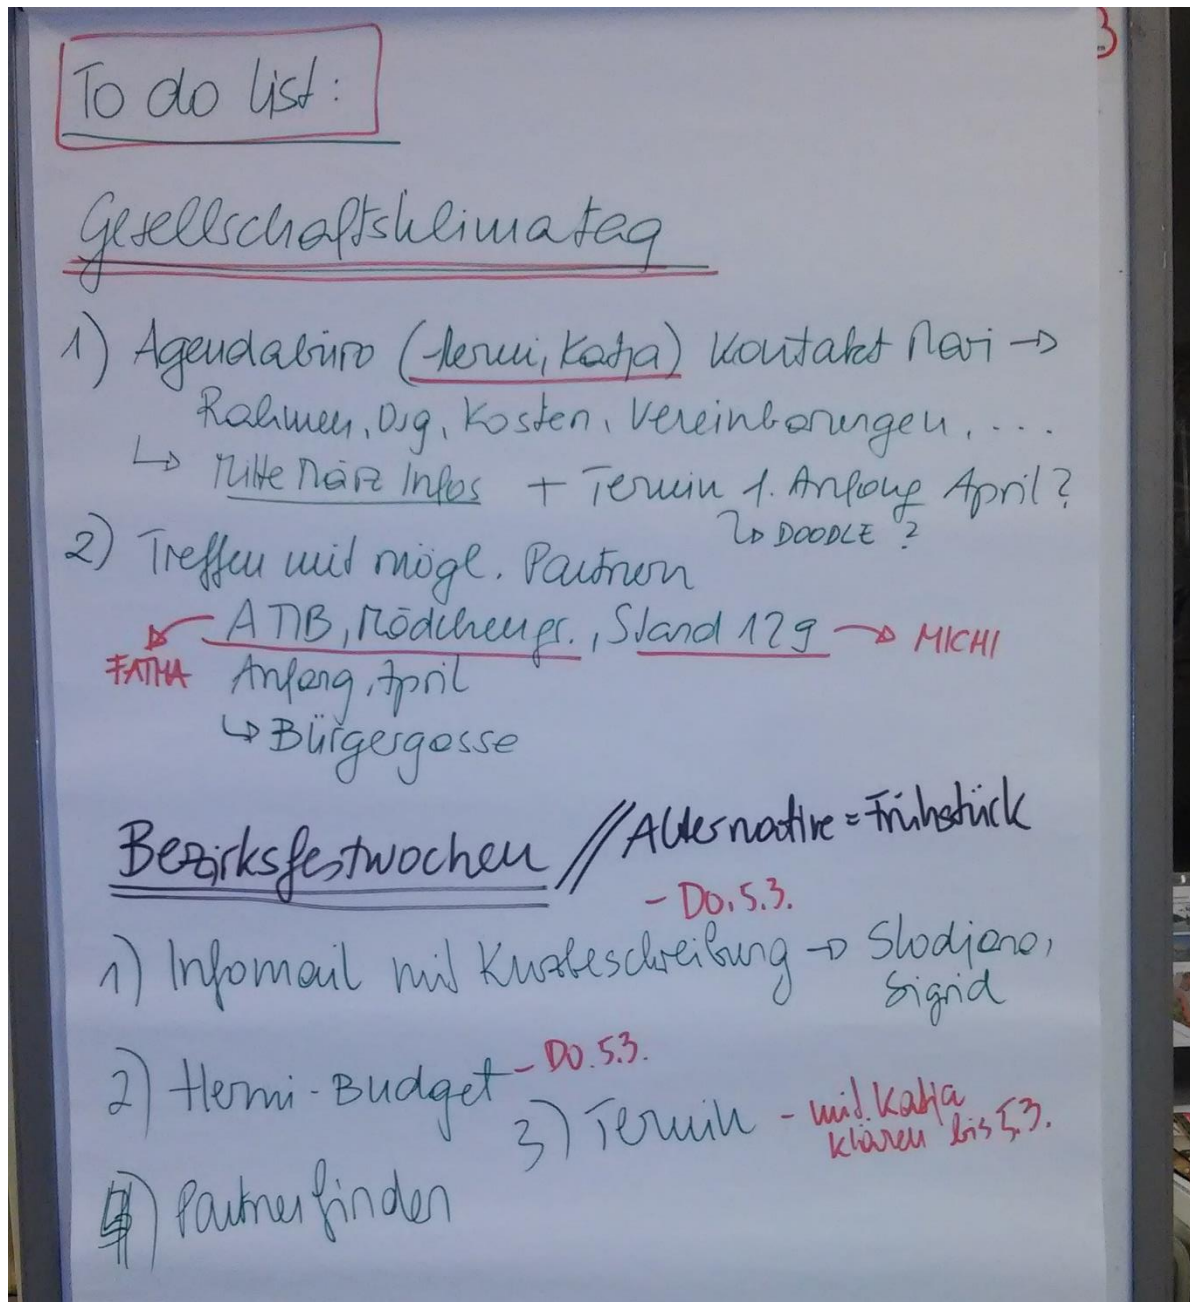 To do list:
Gesellschaftsklimatag
1) Agendabüro (Hermi, Katja) Kontakt Mari →
Rahmen, Org, Kosten, Vereinbarungen, ...
↳ Mitte März Infos + Termin 1. Anfang April?
↳ DOODLE?
2) Treffen mit mögl. Partnern
ATIB, Mädchengr., Stand 129 → MICHI
FATMA Anfang, April
↳ Bürgergasse
Bezirksfestwochen // Alternative = Frühstück
- Do. 5.3.
1) Infomail mit Kurzbeschreibung → Slodjana,
Sigrid
2) Hermi - Budget - DO. 5.3.
3) Termin - mit Katja
klären bis 5.3.
4) Partner finden